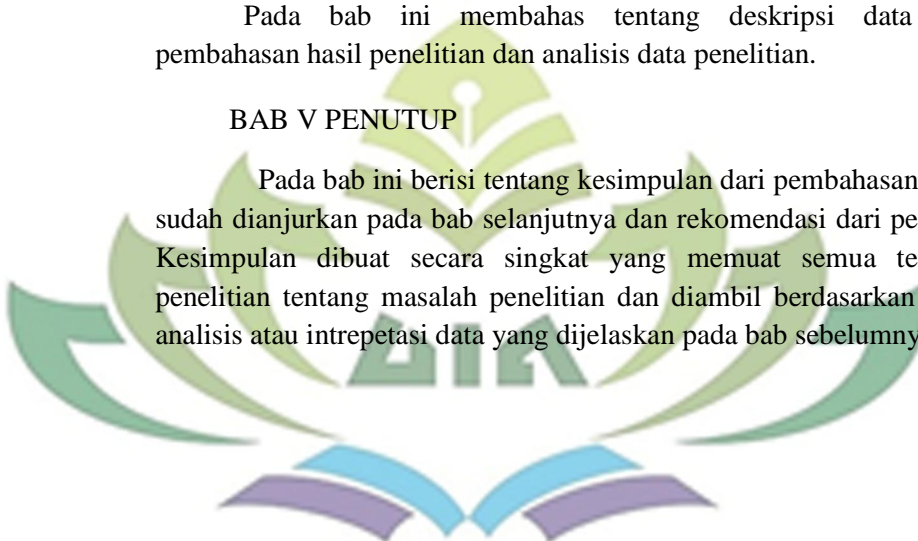 Pada bab ini membahas tentang deskripsi data
pembahasan hasil penelitian dan analisis data penelitian.
BAB V PENUTUP
Pada bab ini berisi tentang kesimpulan dari pembahasan
sudah dianjurkan pada bab selanjutnya dan rekomendasi dari pe
Kesimpulan dibuat secara singkat yang memuat semua te
penelitian tentang masalah penelitian dan diambil berdasarkan
analisis atau intrepetasi data yang dijelaskan pada bab sebelumny